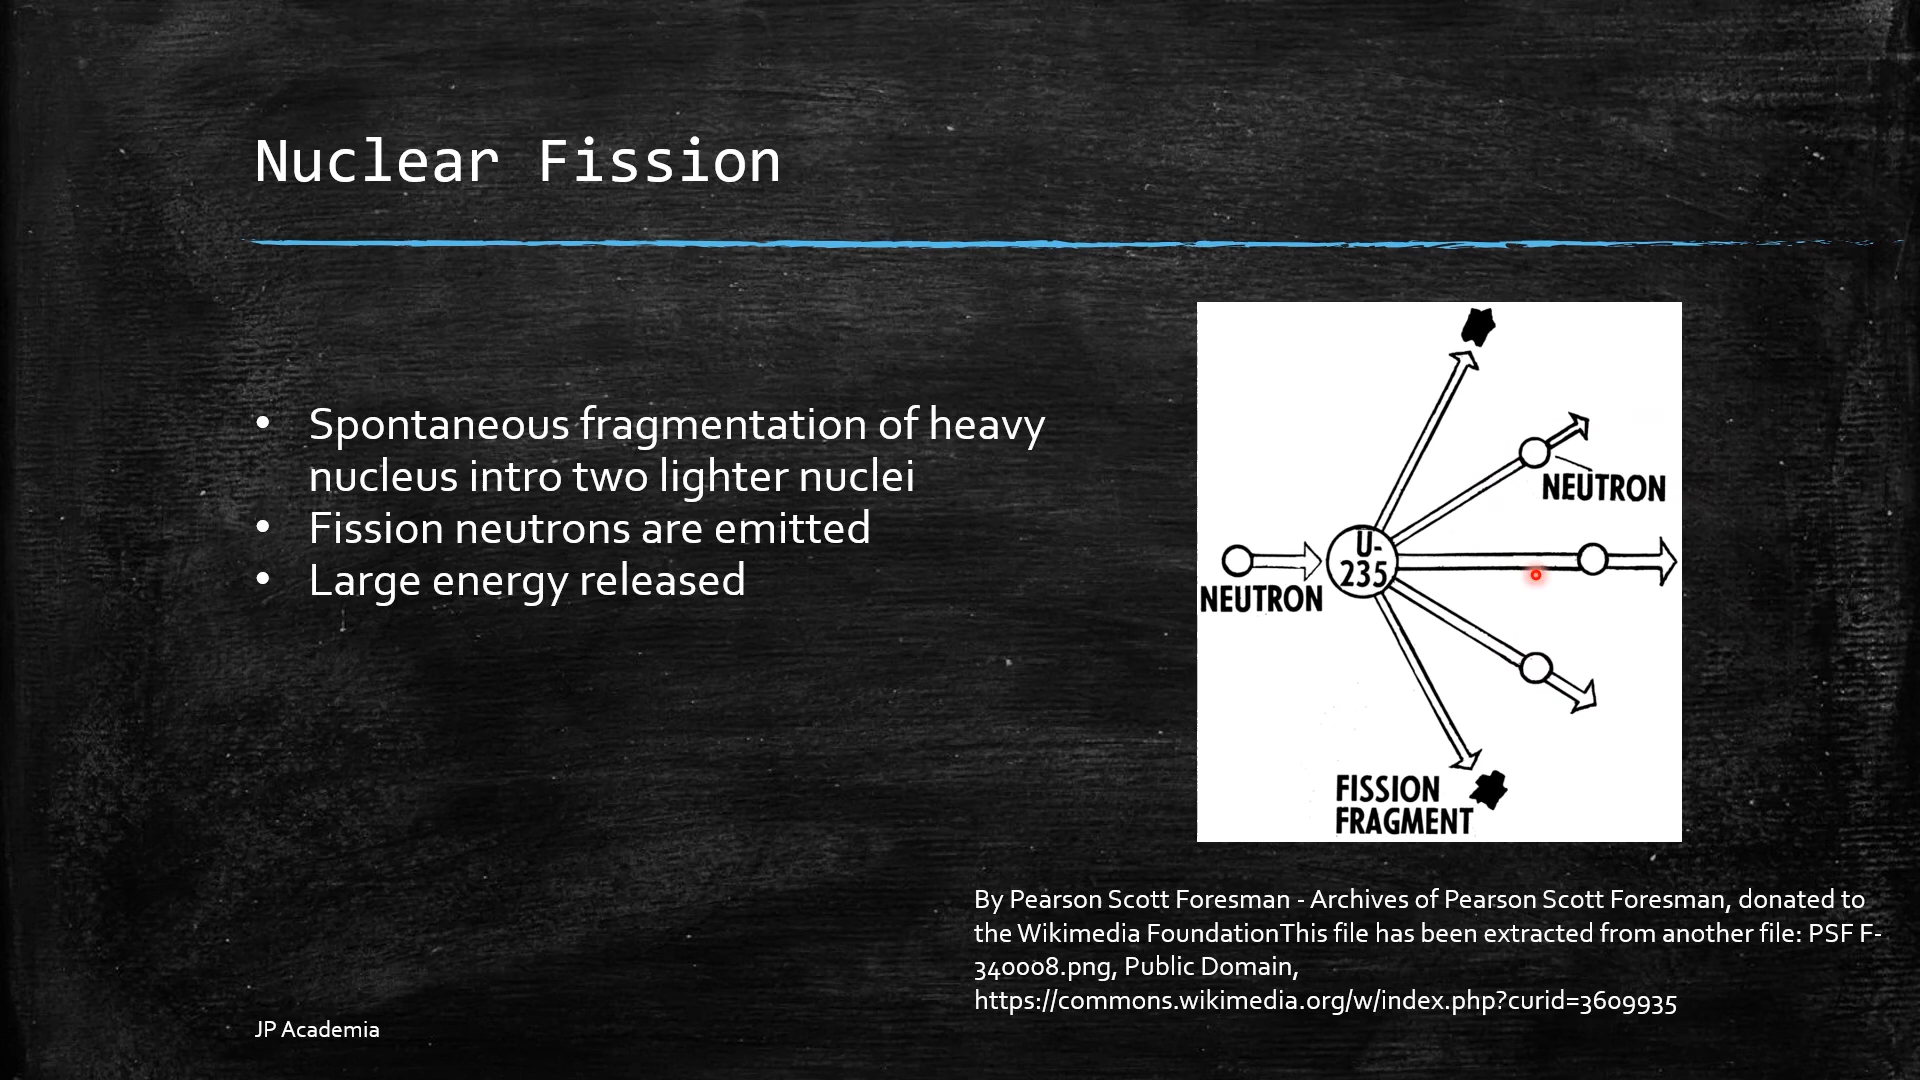 Nuclear Fission
• Spontaneous fragmentation of heavy
nucleus intro two lighter nuclei
• Fission neutrons are emitted
• Large energy released
NEUTRON
U-
235
NEUTRON
FISSION
FRAGMENT
By Pearson Scott Foresman - Archives of Pearson Scott Foresman, donated to
the Wikimedia FoundationThis file has been extracted from another file: PSF F-
340008.png, Public Domain,
https://commons.wikimedia.org/w/index.php?curid=3609935
JP Academia